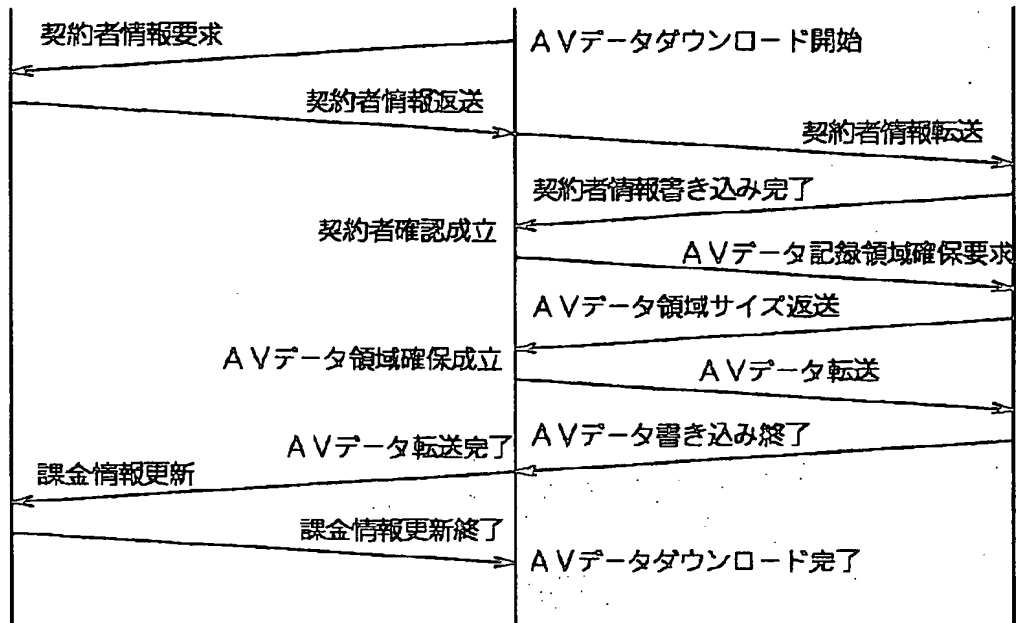 契約者情報要求
AVデータダウンロード開始
契約者情報返送
契約者情報転送
契約者情報書き込み完了
契約者確認成立
AVデータ記録領域確保要求
AVデータ領域サイズ返送
AVデータ領域確保成立
AVデータ転送
AVデータ書き込み終了
AVデータ転送完了
課金情報更新
課金情報更新終了
AVデータダウンロード完了